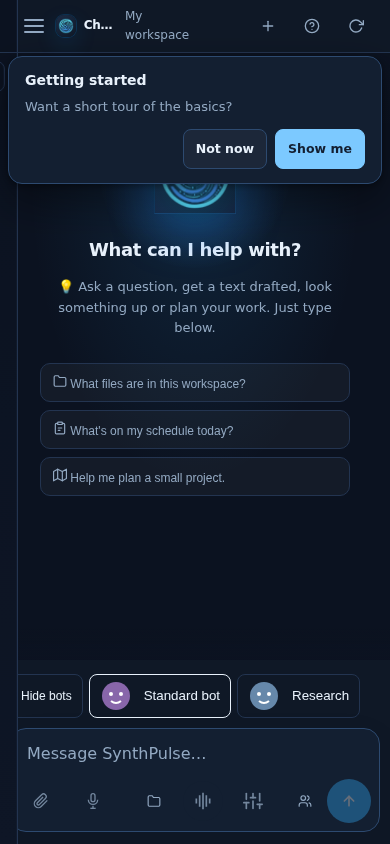 Ch...
My
workspace
Getting started
Want a short tour of the basics?
Not now
Show me
What can I help with?
💡 Ask a question, get a text drafted, look
something up or plan your work. Just type
below.
What files are in this workspace?
What's on my schedule today?
Help me plan a small project.
Hide bots
Standard bot
Research
Message SynthPulse...